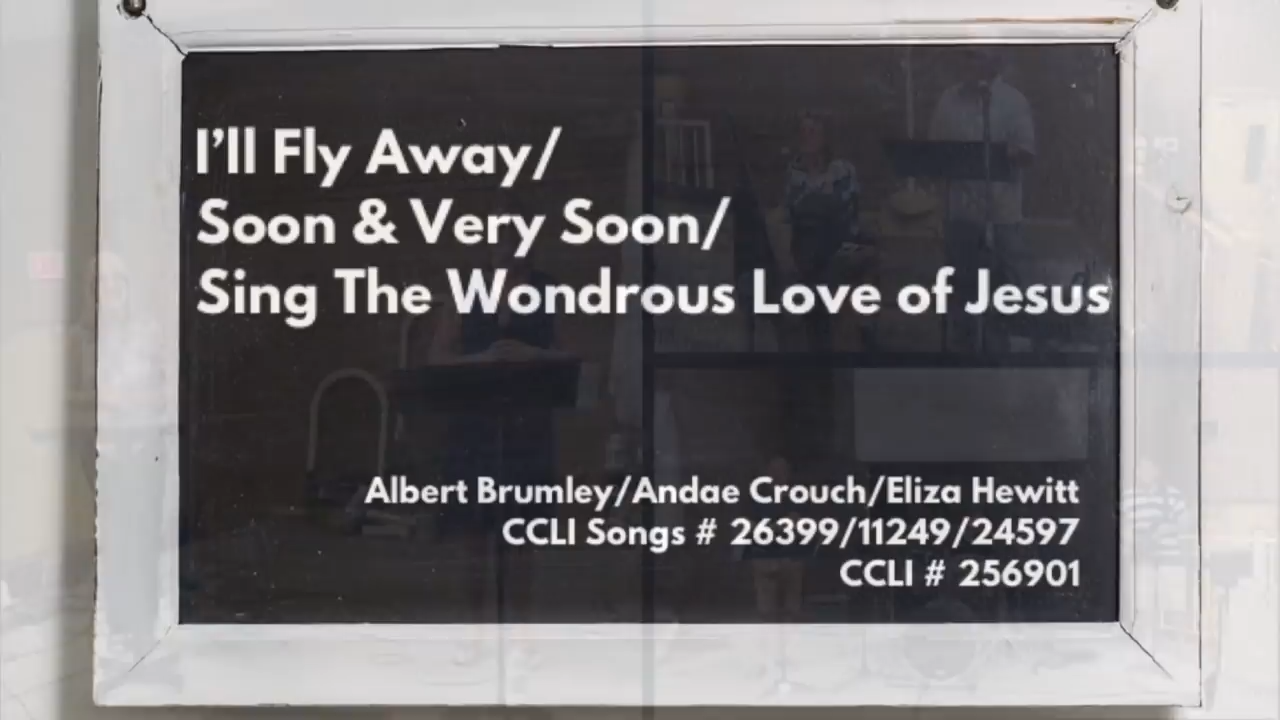 I’ll Fly Away/
Soon & Very Soon/
Sing The Wondrous Love of Jesus
Albert Brumley/Andae Crouch/Eliza Hewitt
CCLI Songs # 26399/11249/24597
CCLI # 256901